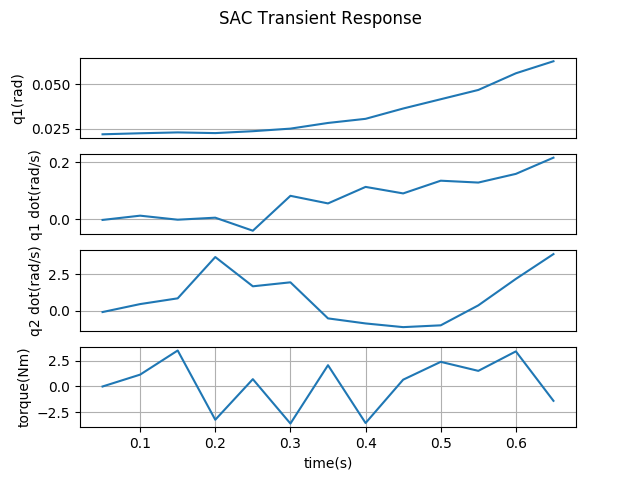 SAC Transient Response
q1(rad)
0.050
0.025
q1 dot(rad/s)
0.2
0.0
q2 dot(rad/s)
2.5
0.0
torque(Nm)
2.5
0.0
−2.5
0.1 0.2 0.3 0.4 0.5 0.6
time(s)